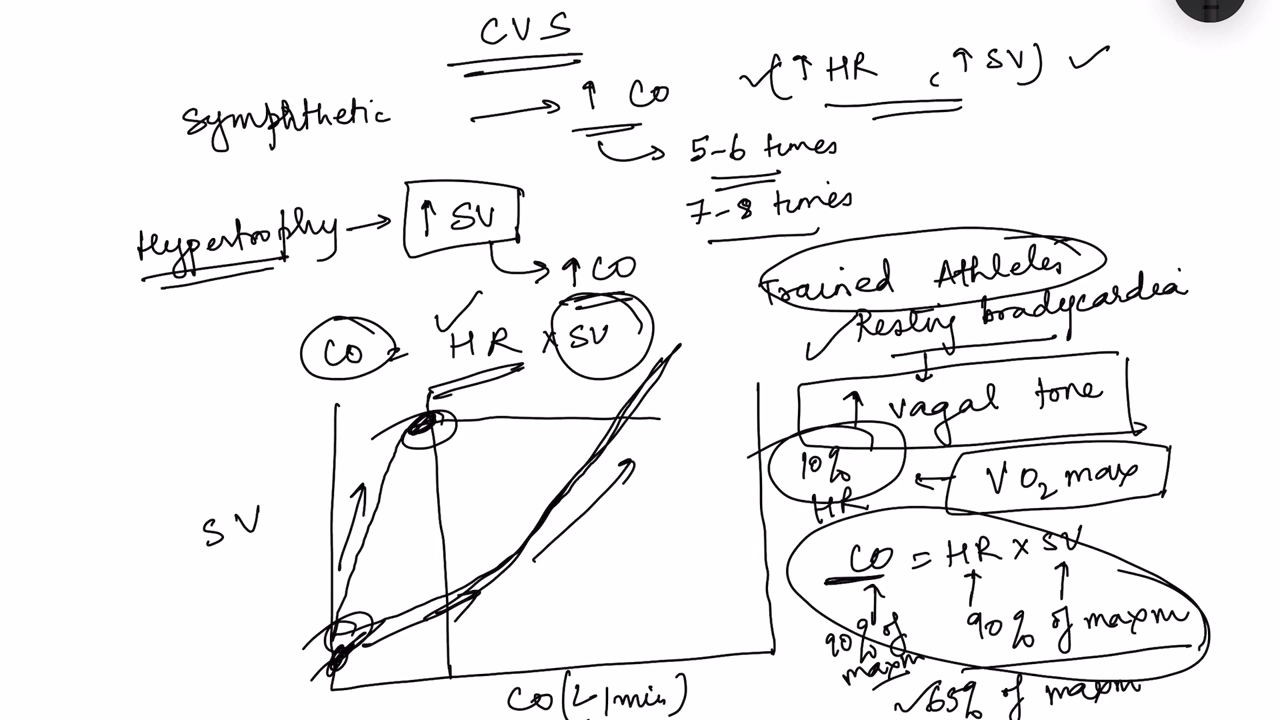 CVS
Symphthetic → ↑ CO (↑ HR , ↑ SV) ✓
5-6 times
7-8 times
Hypertrophy → ↑ SV
↑ CO
Trained Athletes
✓ Resting bradycardia
↑ vagal tone
CO = HR × SV
10% HR ← VO₂ max
SV
CO = HR × SV
90% of maxm
90% of maxm
✓65% of maxm
CO (L/min)